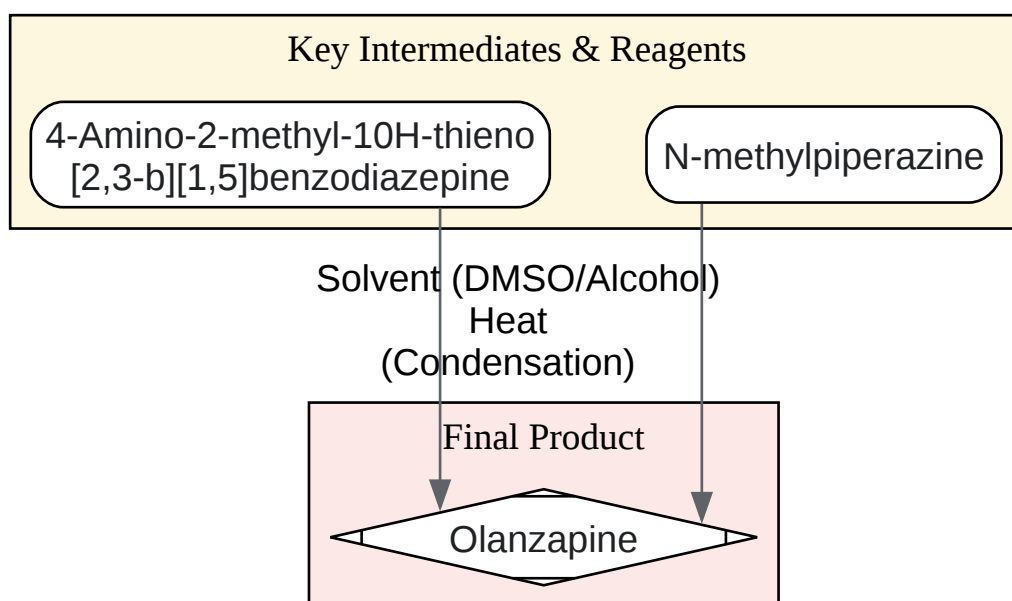 Key Intermediates & Reagents
4-Amino-2-methyl-10H-thieno
[2,3-b][1,5]benzodiazepine
N-methylpiperazine
Solvent (DMSO/Alcohol)
Heat
(Condensation)
Final Product
Olanzapine